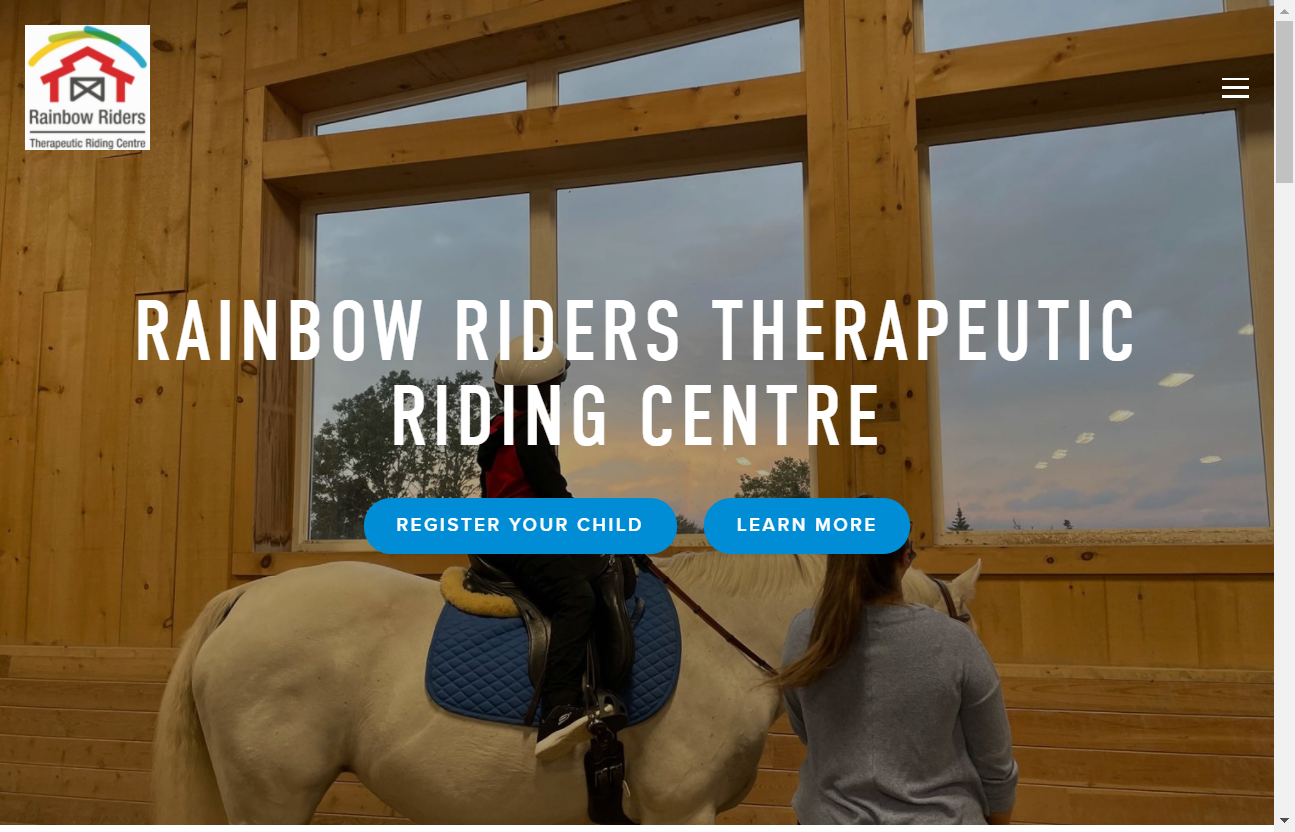 Rainbow Riders
Therapeutic Riding Centre
RAINBOW RIDERS THERAPEUTIC
RIDING CENTRE
REGISTER YOUR CHILD
LEARN MORE